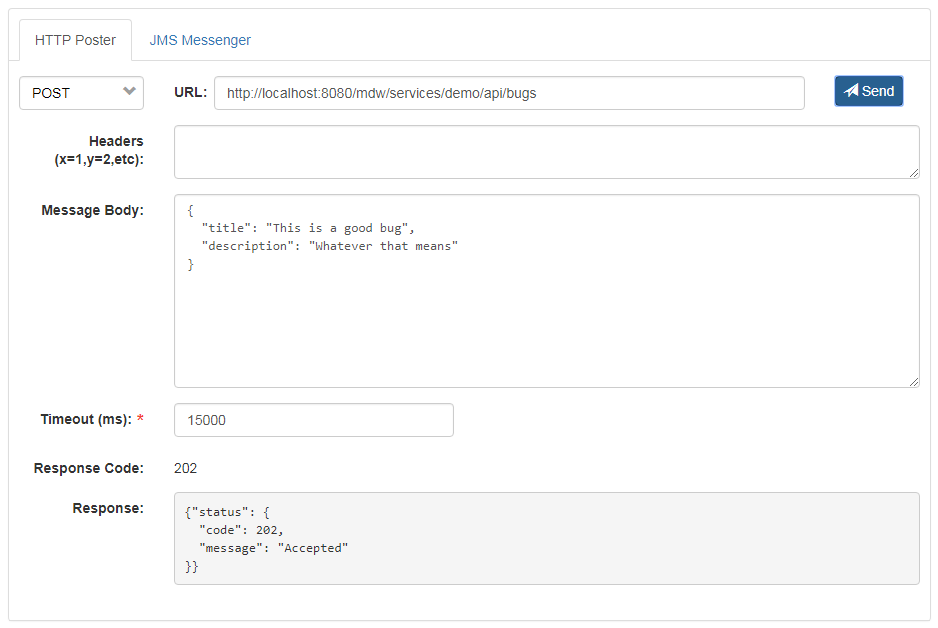 HTTP Poster JMS Messenger
POST URL: http://localhost:8080/mdw/services/demo/api/bugs Send
Headers
(x=1,y=2,etc):
Message Body:
{
  "title": "This is a good bug",
  "description": "Whatever that means"
}
Timeout (ms): * 15000
Response Code: 202
Response:
{"status": {
  "code": 202,
  "message": "Accepted"
}}